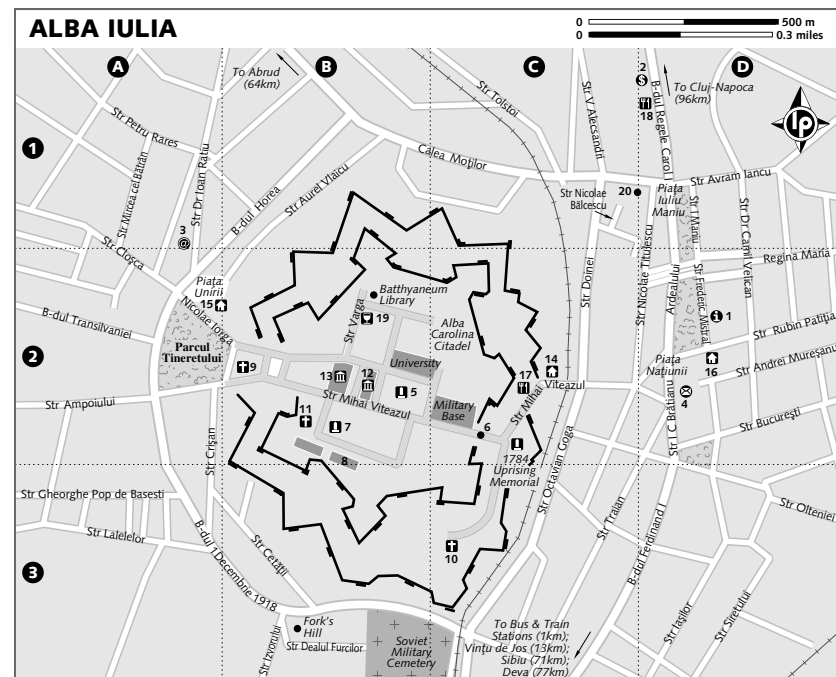 ALBA IULIA
0 500 m
0 0.3 miles
A
B
C
D
1
2
3
To Abrud
(64km)
Str Tolstoi
Str V Alecsandri
2
18
B-dul Regele Carol I
To Cluj-Napoca
(96km)
lp
Str Petru Rares
Str Mircea cel Bătrân
Str Dr Ioan Rațiu
B-dul Horea
Str Aurel Vlaicu
Calea Moților
Str Nicolae
Bălcescu
20
Piața
Iuliu
Maniu
Str Avram Iancu
Str I Maniu
Str Dr Camil Velican
3
@
Str Cloșca
Piața
Unirii
15
Nicolae Iorga
B-dul Transilvaniei
Parcul
Tineretului
Batthyaneum
Library
Str Varga
19
Alba
Carolina
Citadel
Str Doinei
Str Nicolae Titulescu
Ardealului
Str Frederic Mistral
Regina Maria
1
Str Rubin Patiția
16
Str Andrei Mureșanu
Piața
Națiunii
4
Str I C Brătianu
Str București
9
13
12
University
5
Military
Base
17
14
Str Mihai
Viteazul
Str Mihai Viteazul
6
1784
Uprising
Memorial
11
7
8
Str Ampoiului
Str Crișan
Str Octavian Goga
Str Gheorghe Pop de Basesti
Str Lalelelor
B-dul 1 Decembrie 1918
Str Cetății
10
Str Traian
B-dul Ferdinand I
Str Olteniei
Str Iașilor
Str Siretului
Fork's
Hill
Str Izvorului
Str Dealul Furcilor
Soviet
Military
Cemetery
To Bus & Train
Stations (1km);
Vințu de Jos (13km);
Sibiu (71km);
Deva (77km)